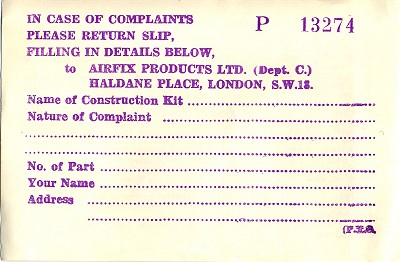 IN CASE OF COMPLAINTS P 13274
PLEASE RETURN SLIP,
FILLING IN DETAILS BELOW,
to AIRFIX PRODUCTS LTD. (Dept. C.)
HALDANE PLACE, LONDON, S.W.18.
Name of Construction Kit
Nature of Complaint
No. of Part
Your Name
Address
(P.T.O.